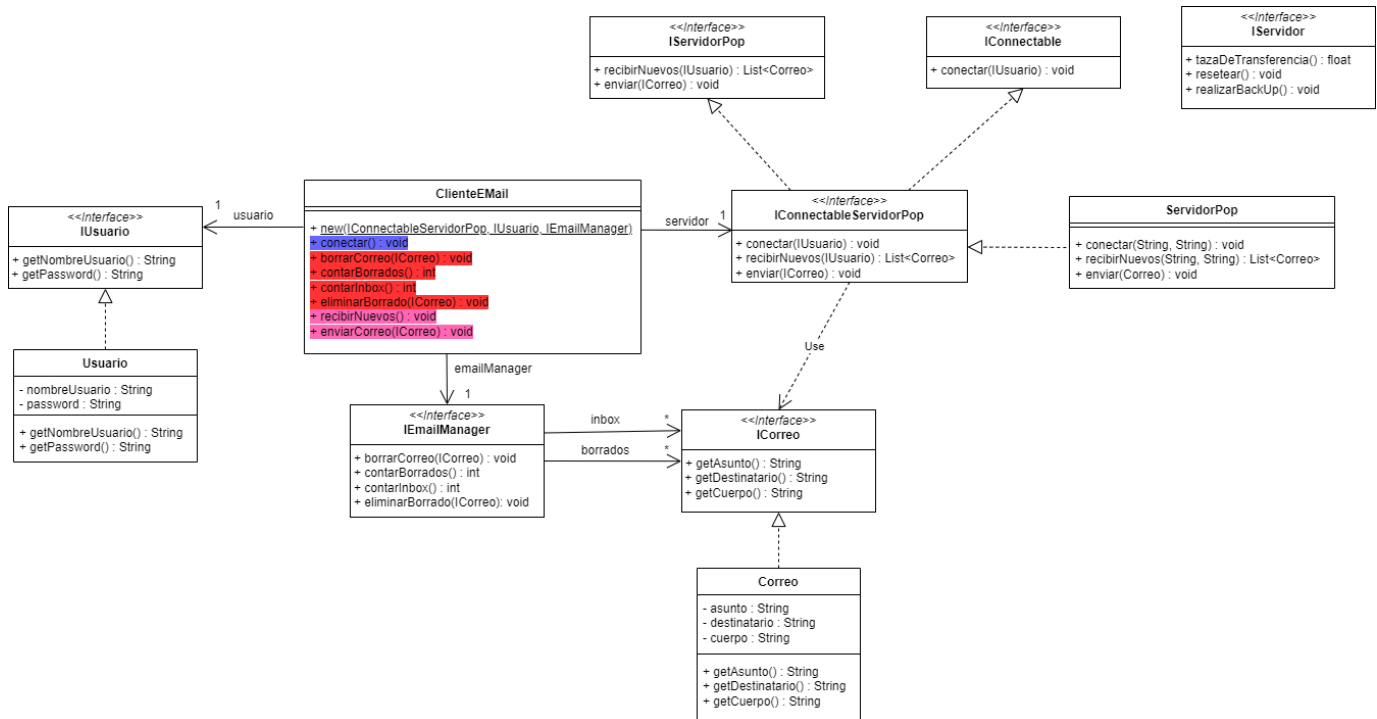 <<Interface>>
IServidorPop
+ recibirNuevos(IUsuario) : List<Correo>
+ enviar(ICorreo) : void
<<Interface>>
IConnectable
+ conectar(IUsuario) : void
<<Interface>>
IServidor
+ tazaDeTransferencia() : float
+ resetear() : void
+ realizarBackUp() : void
<<Interface>>
IUsuario
+ getNombreUsuario() : String
+ getPassword() : String
1
usuario
ClienteEMail
+ new(IConnectableServidorPop, IUsuario, IEmailManager)
+ conectar() : void
+ borrarCorreo(ICorreo) : void
+ contarBorrados() : int
+ contarInbox() : int
+ eliminarBorrado(ICorreo) : void
+ recibirNuevos() : void
+ enviarCorreo(ICorreo) : void
servidor
1
<<Interface>>
IConnectableServidorPop
+ conectar(IUsuario) : void
+ recibirNuevos(IUsuario) : List<Correo>
+ enviar(ICorreo) : void
ServidorPop
+ conectar(String, String) : void
+ recibirNuevos(String, String) : List<Correo>
+ enviar(Correo) : void
Use
Usuario
- nombreUsuario : String
- password : String
+ getNombreUsuario() : String
+ getPassword() : String
emailManager
1
<<Interface>>
IEmailManager
+ borrarCorreo(ICorreo) : void
+ contarBorrados() : int
+ contarInbox() : int
+ eliminarBorrado(ICorreo): void
inbox
*
borrados
*
<<Interface>>
ICorreo
+ getAsunto() : String
+ getDestinatario() : String
+ getCuerpo() : String
Correo
- asunto : String
- destinatario : String
- cuerpo : String
+ getAsunto() : String
+ getDestinatario() : String
+ getCuerpo() : String